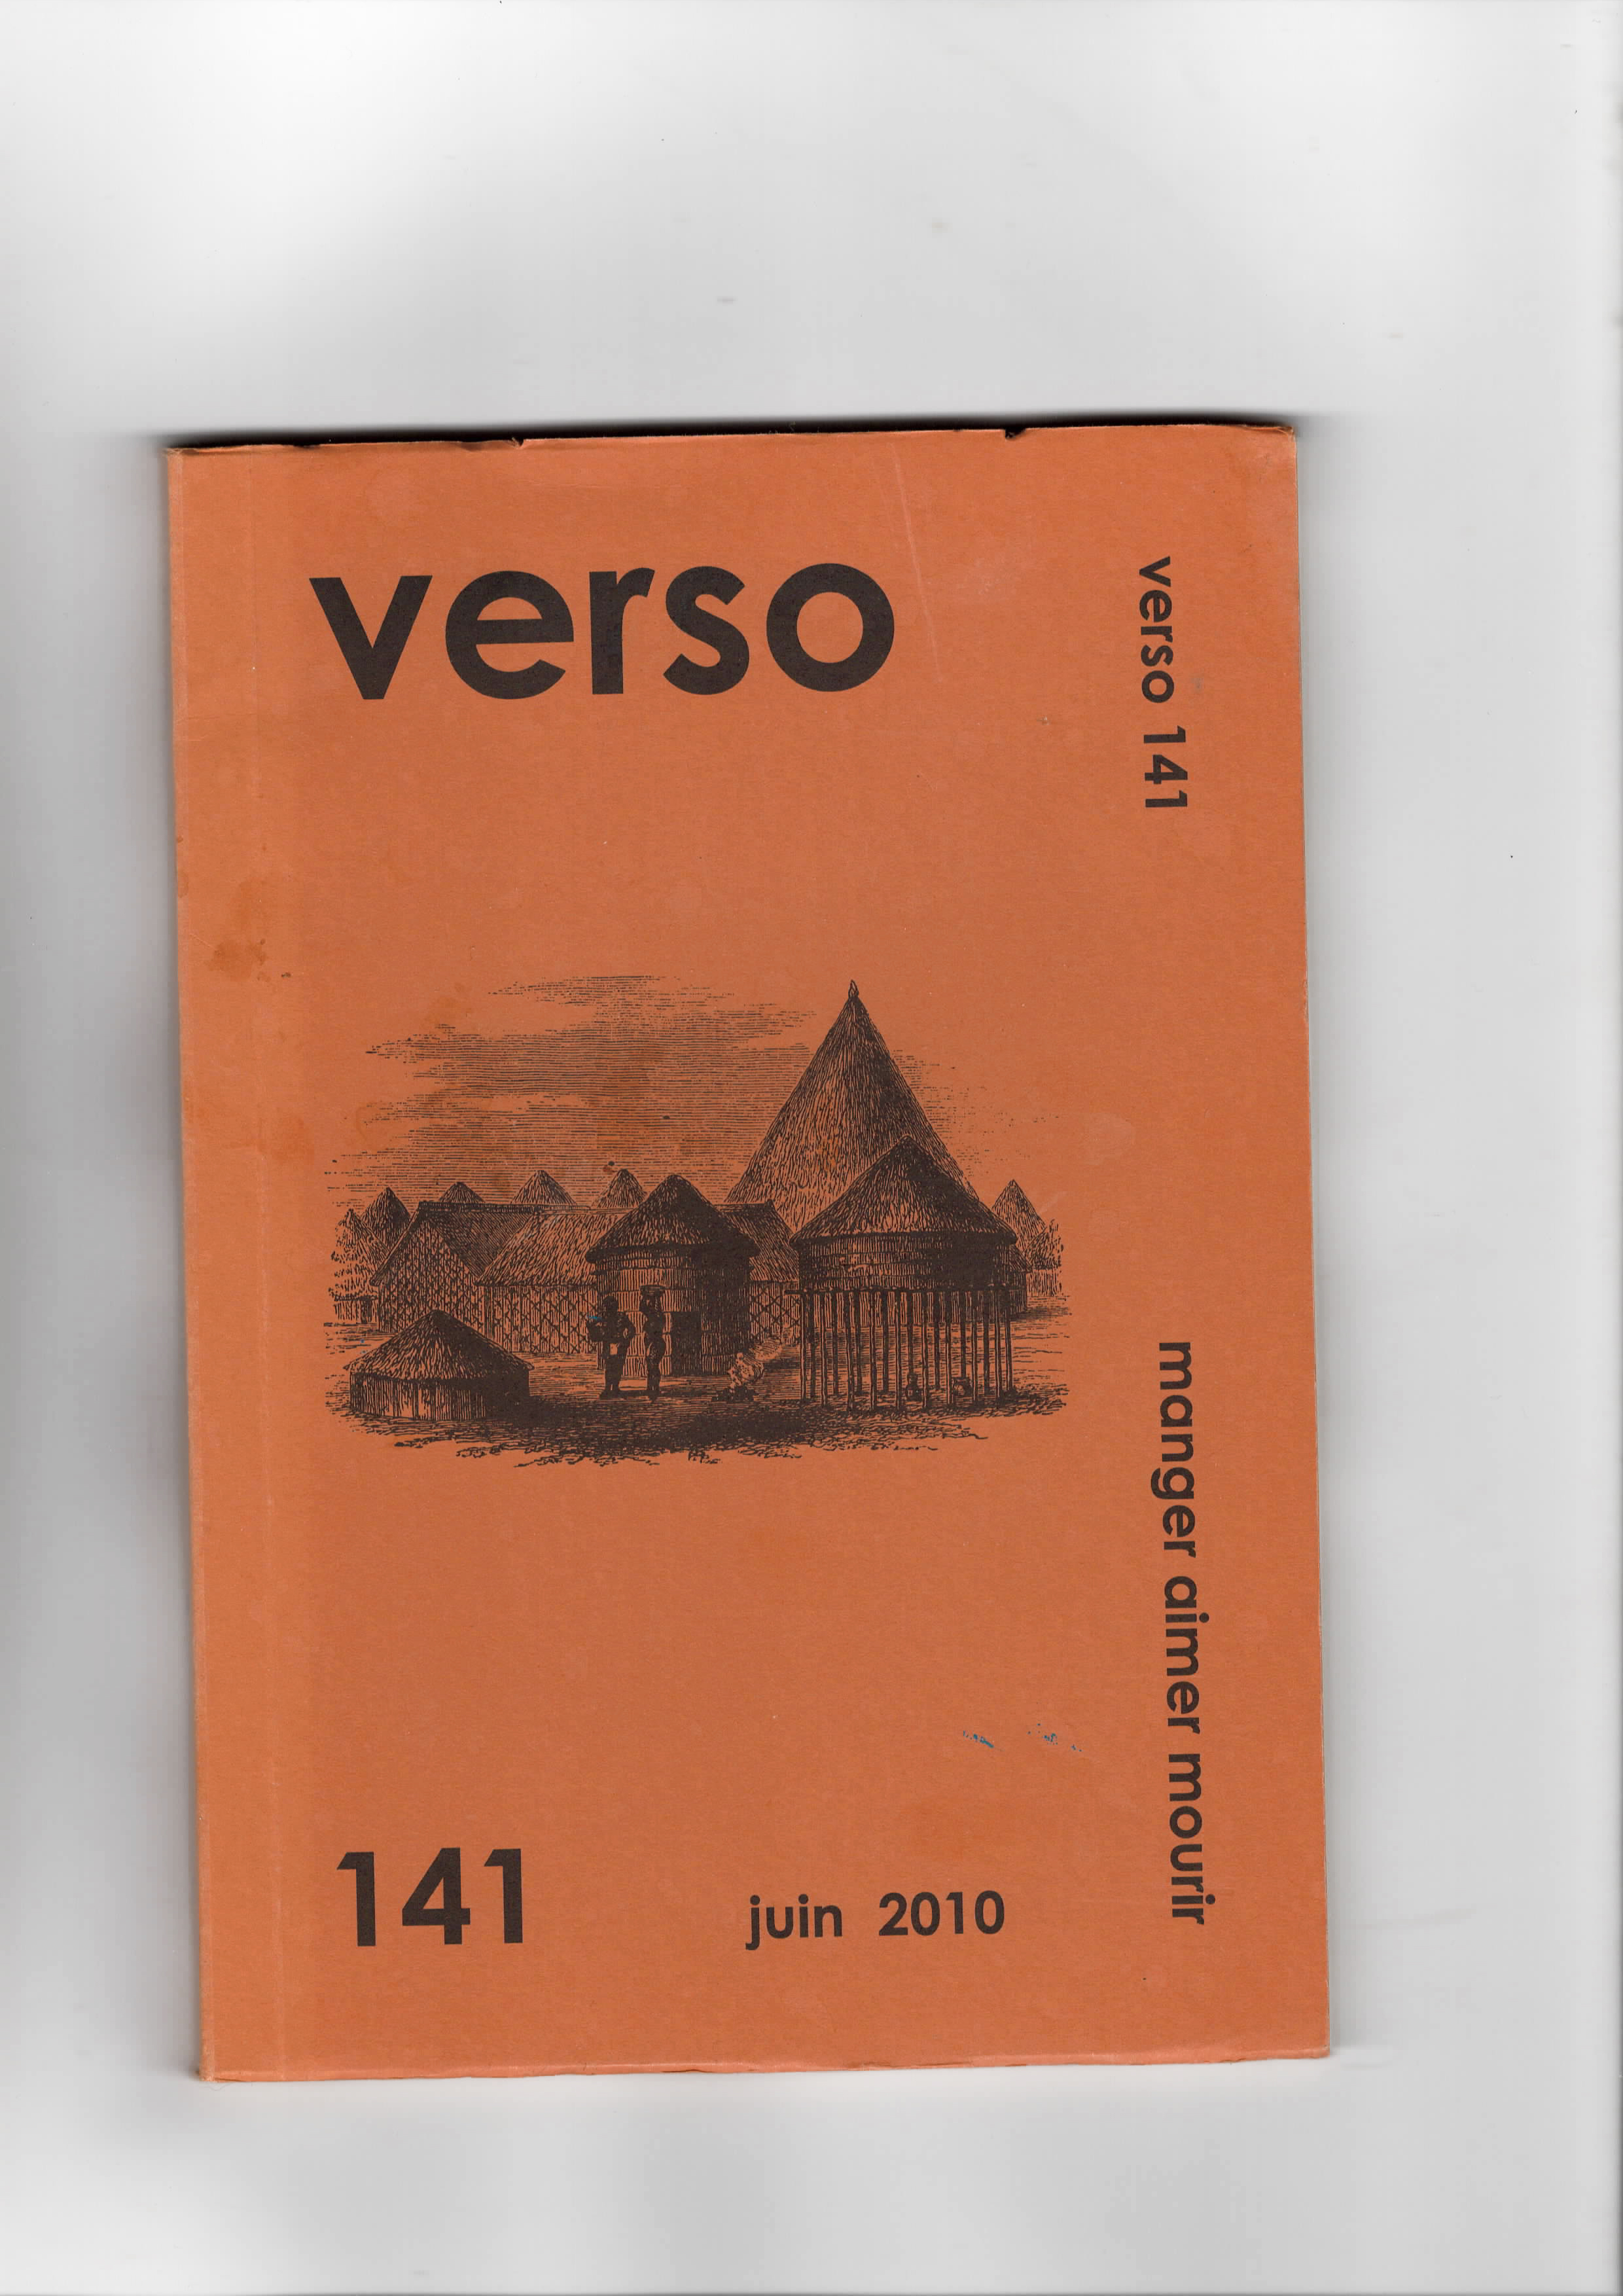 verso
verso 141
manger aimer mourir
141
juin 2010